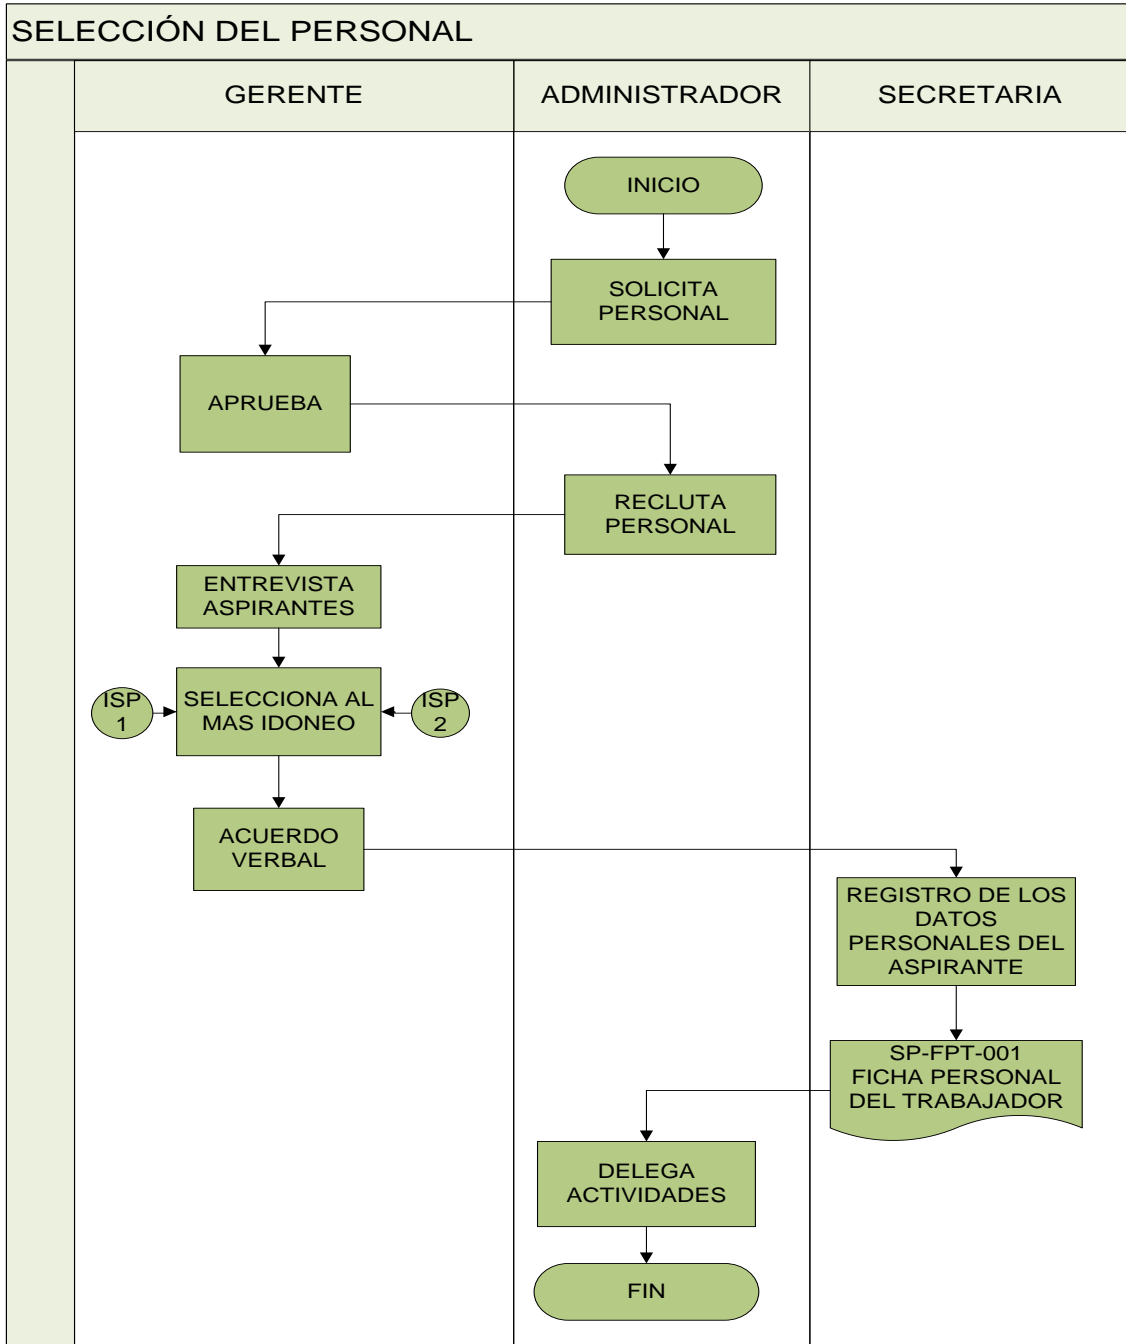 SELECCIÓN DEL PERSONAL
GERENTE
ADMINISTRADOR
SECRETARIA
INICIO
SOLICITA
PERSONAL
APRUEBA
RECLUTA
PERSONAL
ENTREVISTA
ASPIRANTES
ISP
1
SELECCIONA AL
MAS IDONEO
ISP
2
ACUERDO
VERBAL
REGISTRO DE LOS
DATOS
PERSONALES DEL
ASPIRANTE
SP-FPT-001
FICHA PERSONAL
DEL TRABAJADOR
DELEGA
ACTIVIDADES
FIN